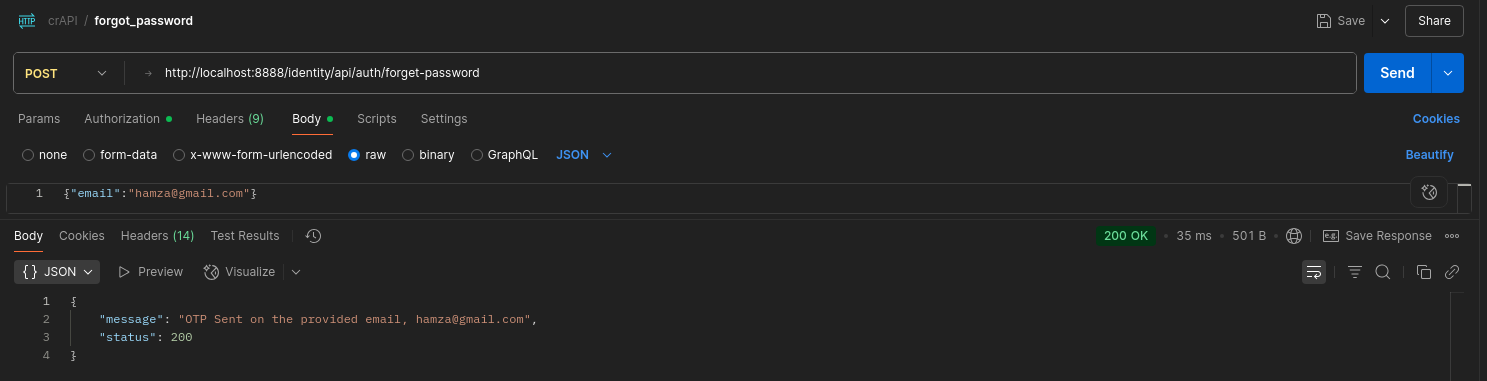 HTTP crAPI / forgot_password Save Share
POST → http://localhost:8888/identity/api/auth/forget-password Send
Params Authorization Headers (9) Body Scripts Settings Cookies
none form-data x-www-form-urlencoded raw binary GraphQL JSON Beautify
1 {"email":"hamza@gmail.com"}
Body Cookies Headers (14) Test Results 200 OK • 35 ms • 501 B • e.g. Save Response
{} JSON Preview Visualize
1 {
2 "message": "OTP Sent on the provided email, hamza@gmail.com",
3 "status": 200
4 }